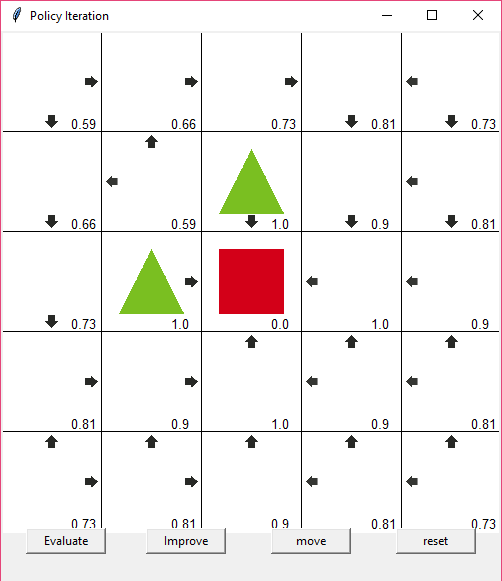 Policy Iteration
0.59 0.66 0.73 0.81 0.73
0.66 0.59 1.0 0.9 0.81
0.73 1.0 0.0 1.0 0.9
0.81 0.9 1.0 0.9 0.81
0.73 0.81 0.9 0.81 0.73
Evaluate Improve move reset